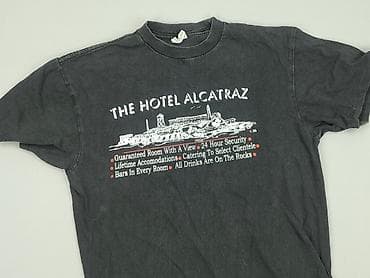 THE HOTEL ALCATRAZ
• Guaranteed Room With A View • 24 Hour Security
• Lifetime Accomodations • Catering To Select Clientele
• Bars In Every Room • All Drinks Are On The Rocks